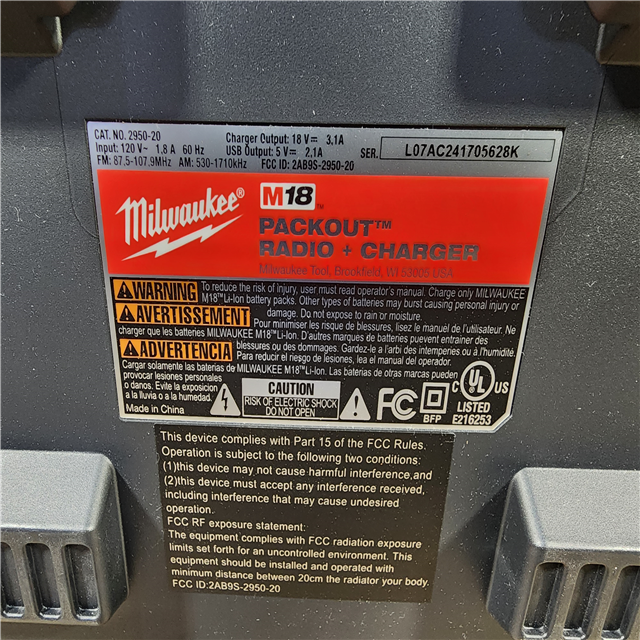 CAT. NO. 2950-20
Input: 120 V~ 1.8 A 60 Hz
FM: 87.5-107.9MHz AM: 530-1710kHz
Charger Output: 18 V⎓ 3,1A
USB Output: 5 V⎓ 2,1A
FCC ID: 2AB9S-2950-20
SER. L07AC241705628K
Milwaukee®
M18™
PACKOUT™
RADIO + CHARGER
Milwaukee Tool, Brookfield, WI 53005 USA
WARNING To reduce the risk of injury, user must read operator's manual. Charge only MILWAUKEE
M18™Li-Ion battery packs. Other types of batteries may burst causing personal injury or
damage. Do not expose to rain or moisture.
AVERTISSEMENT Pour minimiser les risque de blessures, lisez le manuel de l'utilisateur. Ne
charger que les batteries MILWAUKEE M18™Li-Ion. D'autres marques de batteries peuvent entraîner des
blessures ou des dommages. Gardez-le a l'arbi des intemperies ou à l'humidité.
ADVERTENCIA Para reducir el riesgo de lesiones, lea el manual del operador.
Cargar solamente las baterias de MILWAUKEE M18™Li-Ion. Las baterias de otras marcas pueden
provocar lesiones personales
o danos. Evite la exposicion
a la lluvia o a la humedad.
Made in China
CAUTION
RISK OF ELECTRIC SHOCK
DO NOT OPEN
FC
BFP
C UL US
LISTED
E216253
This device complies with Part 15 of the FCC Rules.
Operation is subject to the following two conditions:
(1)this device may not cause harmful interference,and
(2)this device must accept any interference received,
including interference that may cause undesired
operation.
FCC RF exposure statement:
The equipment complies with FCC radiation exposure
limits set forth for an uncontrolled environment. This
equipment should be installed and operated with
minimum distance between 20cm the radiator your body.
FCC ID:2AB9S-2950-20